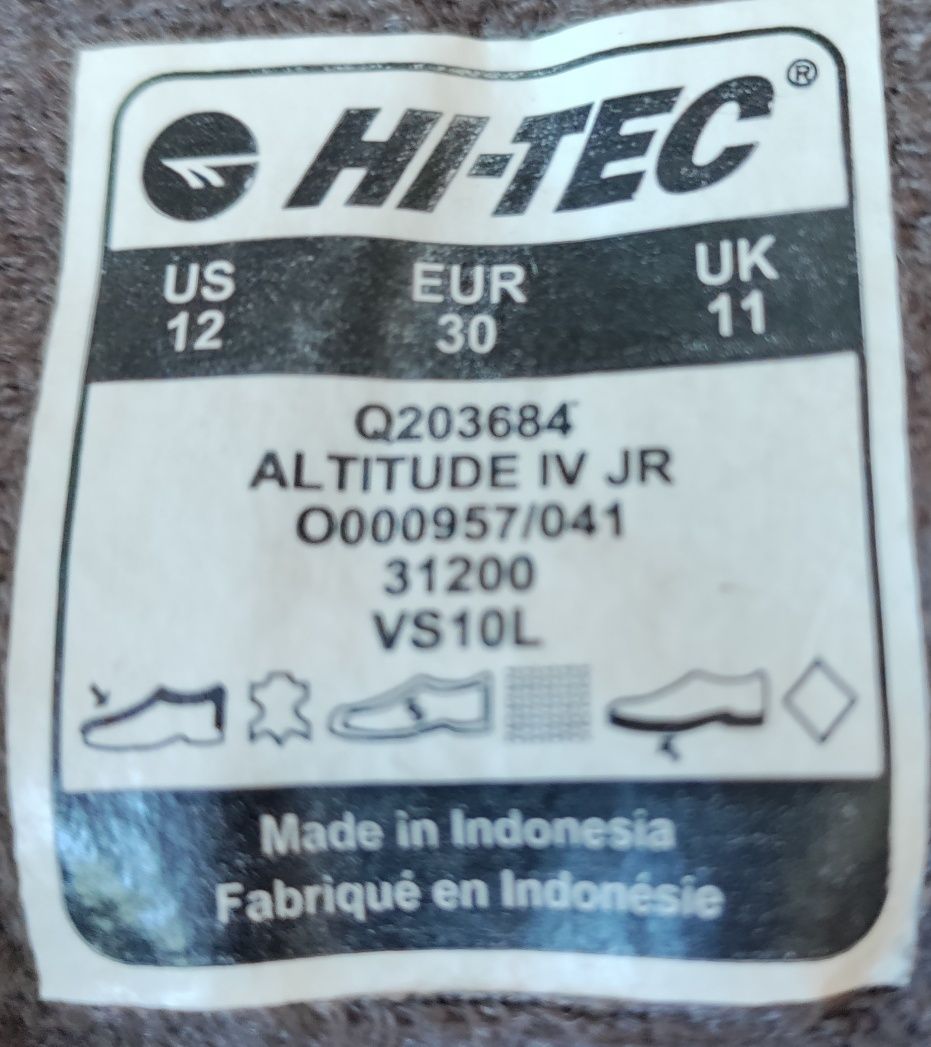 HI-TEC®
US EUR UK
12 30 11
Q203684
ALTITUDE IV JR
O000957/041
31200
VS10L
Made in Indonesia
Fabriqué en Indonésie